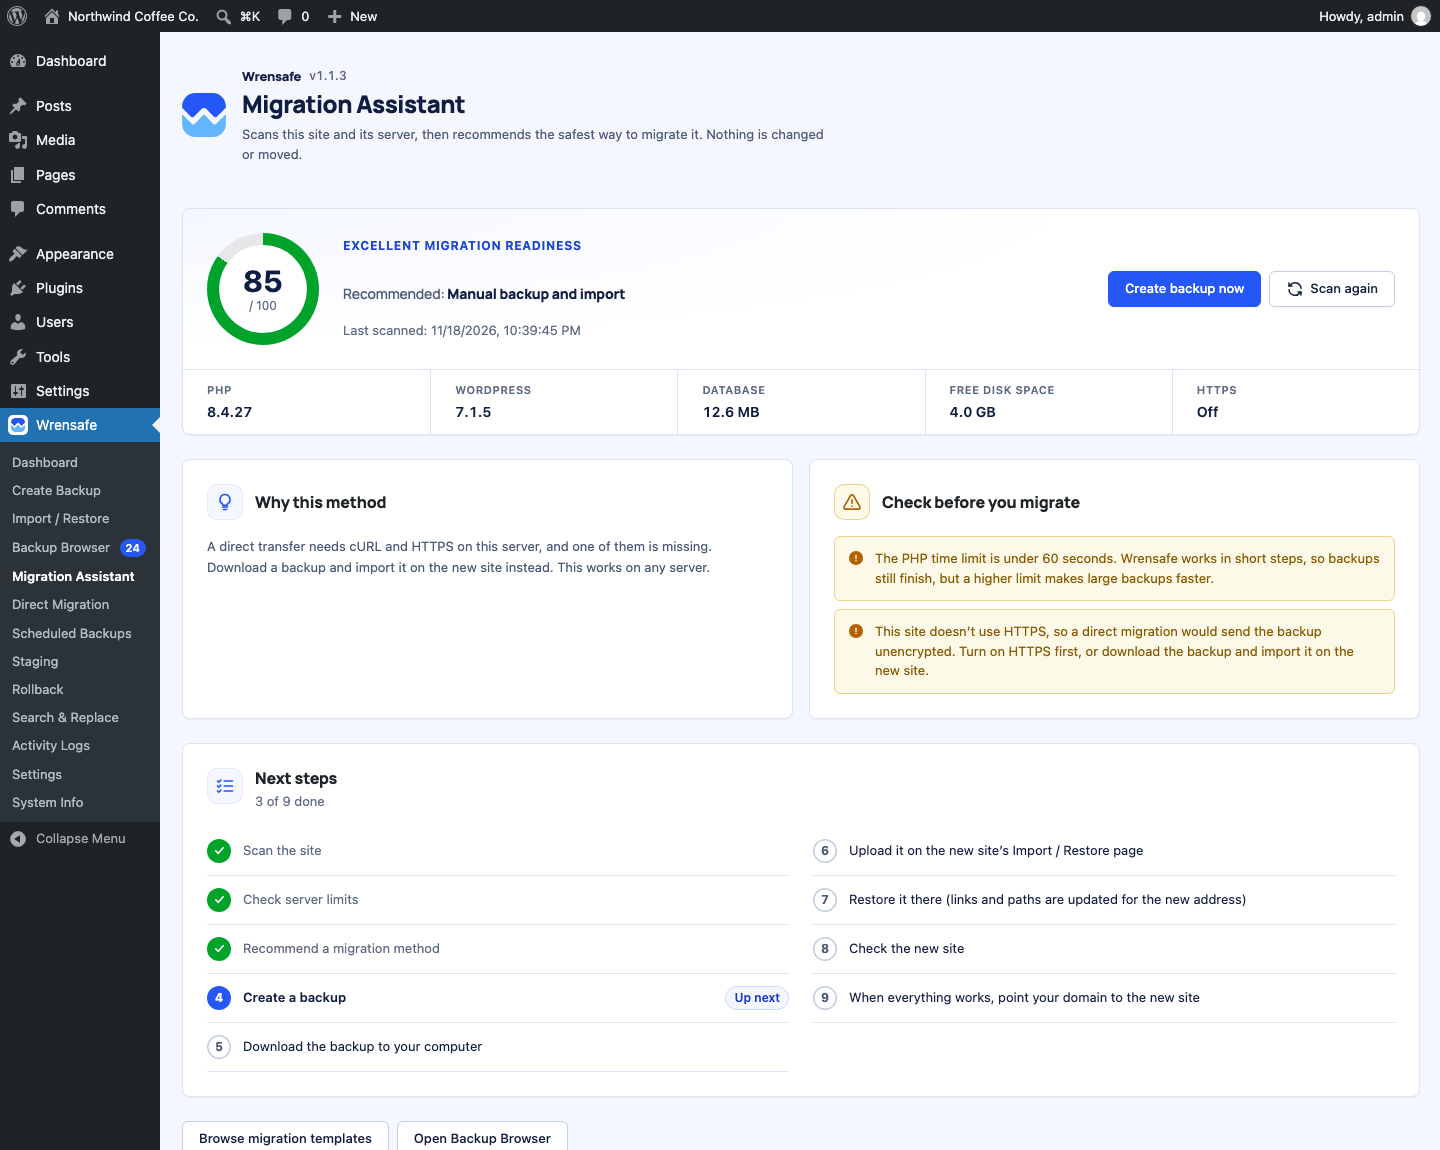 Northwind Coffee Co.
⌘K
0
New
Howdy, admin
Dashboard
Posts
Media
Pages
Comments
Appearance
Plugins
Users
Tools
Settings
Wrensafe
Dashboard
Create Backup
Import / Restore
Backup Browser 24
Migration Assistant
Direct Migration
Scheduled Backups
Staging
Rollback
Search & Replace
Activity Logs
Settings
System Info
Collapse Menu
Wrensafe v1.1.3
Migration Assistant
Scans this site and its server, then recommends the safest way to migrate it. Nothing is changed
or moved.
85
/ 100
EXCELLENT MIGRATION READINESS
Recommended: Manual backup and import
Last scanned: 11/18/2026, 10:39:45 PM
Create backup now
Scan again
PHP
8.4.27
WORDPRESS
7.1.5
DATABASE
12.6 MB
FREE DISK SPACE
4.0 GB
HTTPS
Off
Why this method
A direct transfer needs cURL and HTTPS on this server, and one of them is missing.
Download a backup and import it on the new site instead. This works on any server.
Check before you migrate
The PHP time limit is under 60 seconds. Wrensafe works in short steps, so backups
still finish, but a higher limit makes large backups faster.
This site doesn’t use HTTPS, so a direct migration would send the backup
unencrypted. Turn on HTTPS first, or download the backup and import it on the
new site.
Next steps
3 of 9 done
Scan the site
Check server limits
Recommend a migration method
4 Create a backup Up next
5 Download the backup to your computer
6 Upload it on the new site’s Import / Restore page
7 Restore it there (links and paths are updated for the new address)
8 Check the new site
9 When everything works, point your domain to the new site
Browse migration templates
Open Backup Browser